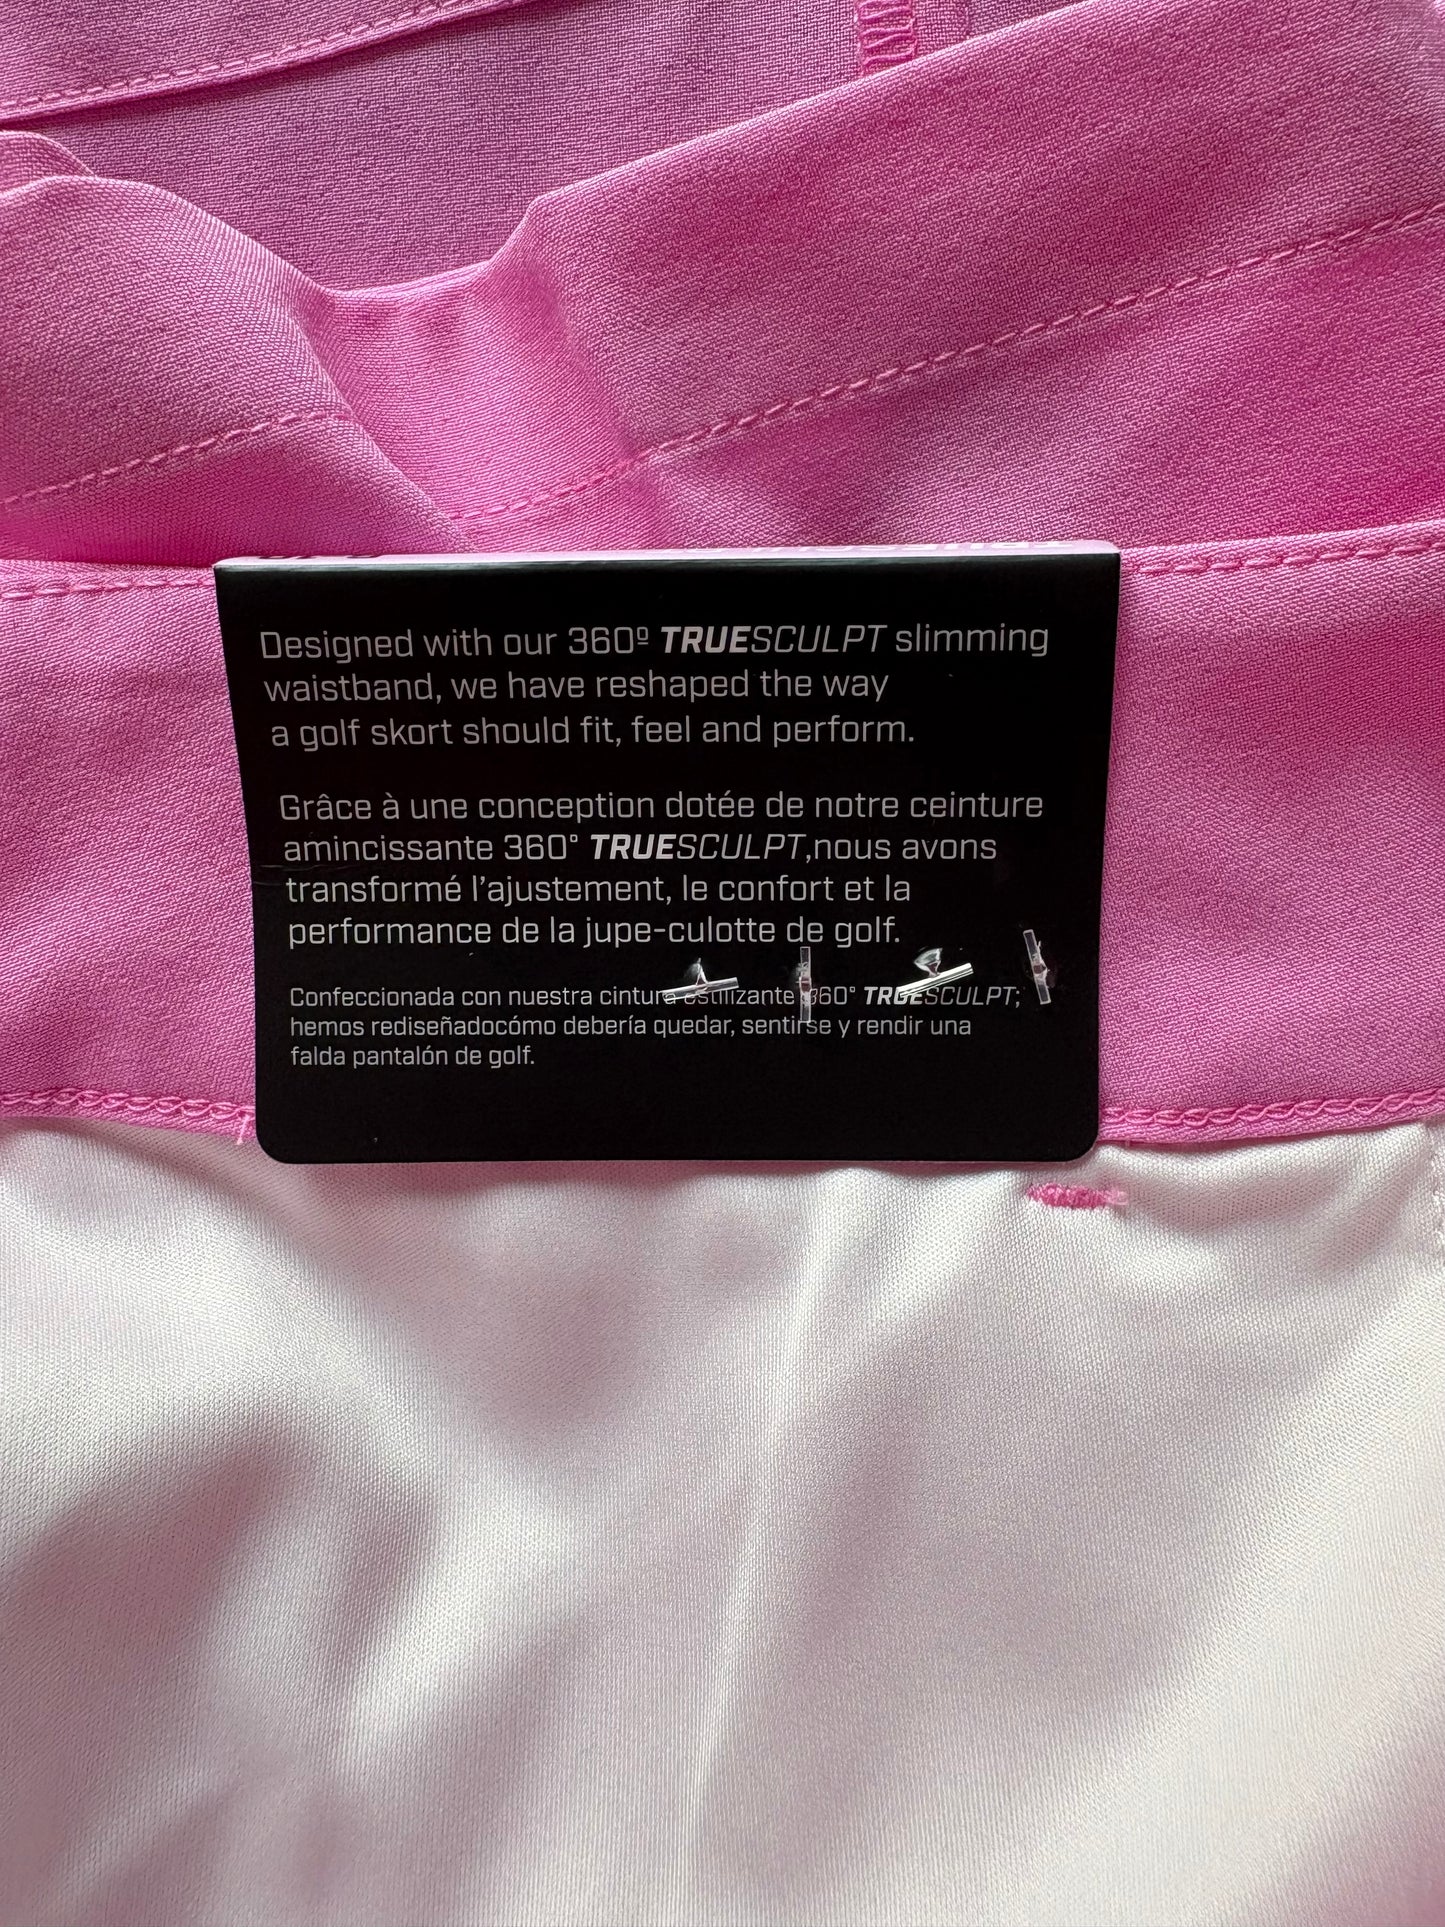 Designed with our 360º TRUESCULPT slimming
waistband, we have reshaped the way
a golf skort should fit, feel and perform.
Grâce à une conception dotée de notre ceinture
amincissante 360° TRUESCULPT,nous avons
transformé l'ajustement, le confort et la
performance de la jupe-culotte de golf.
Confeccionada con nuestra cintura estilizante 360° TRUESCULPT;
hemos rediseñadocómo debería quedar, sentirse y rendir una
falda pantalón de golf.